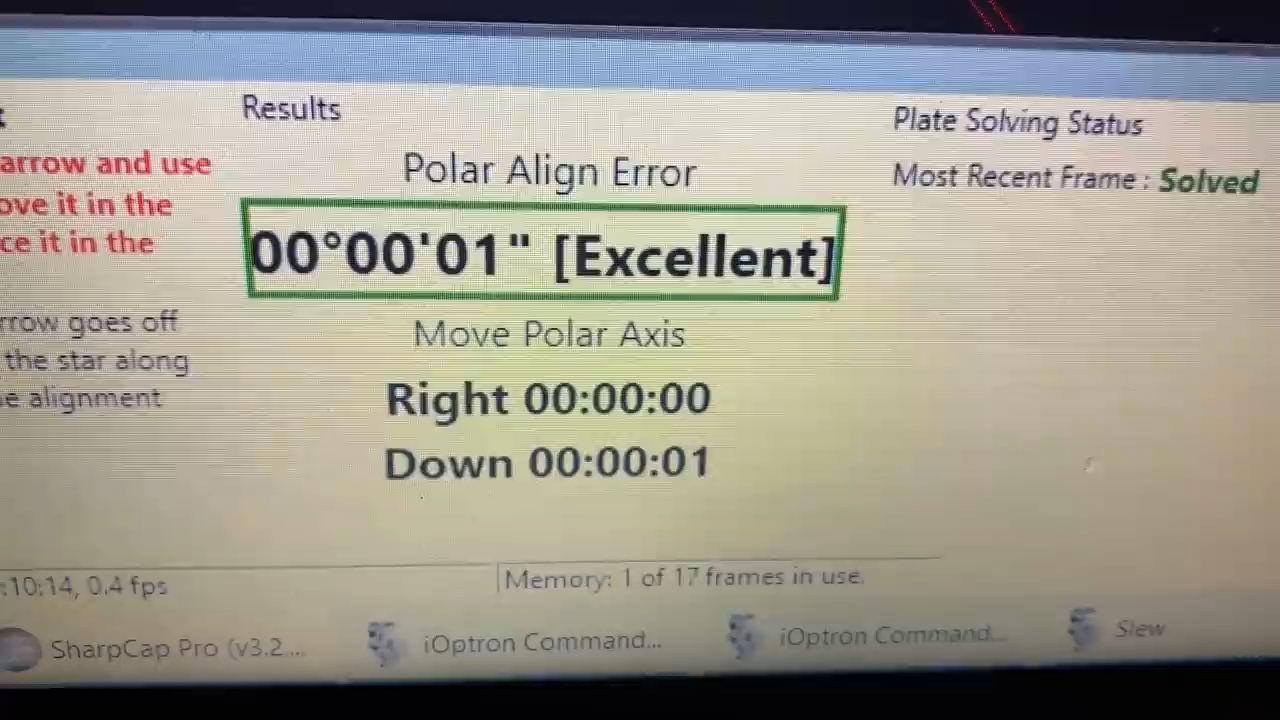 Results
Plate Solving Status
Polar Align Error
Most Recent Frame : Solved
arrow and use
ove it in the
ce it in the
00°00'01" [Excellent]
Move Polar Axis
Right 00:00:00
Down 00:00:01
rrow goes off
the star along
e alignment
:10:14, 0.4 fps
Memory: 1 of 17 frames in use.
SharpCap Pro (v3.2....
iOptron Command...
iOptron Command...
Slew